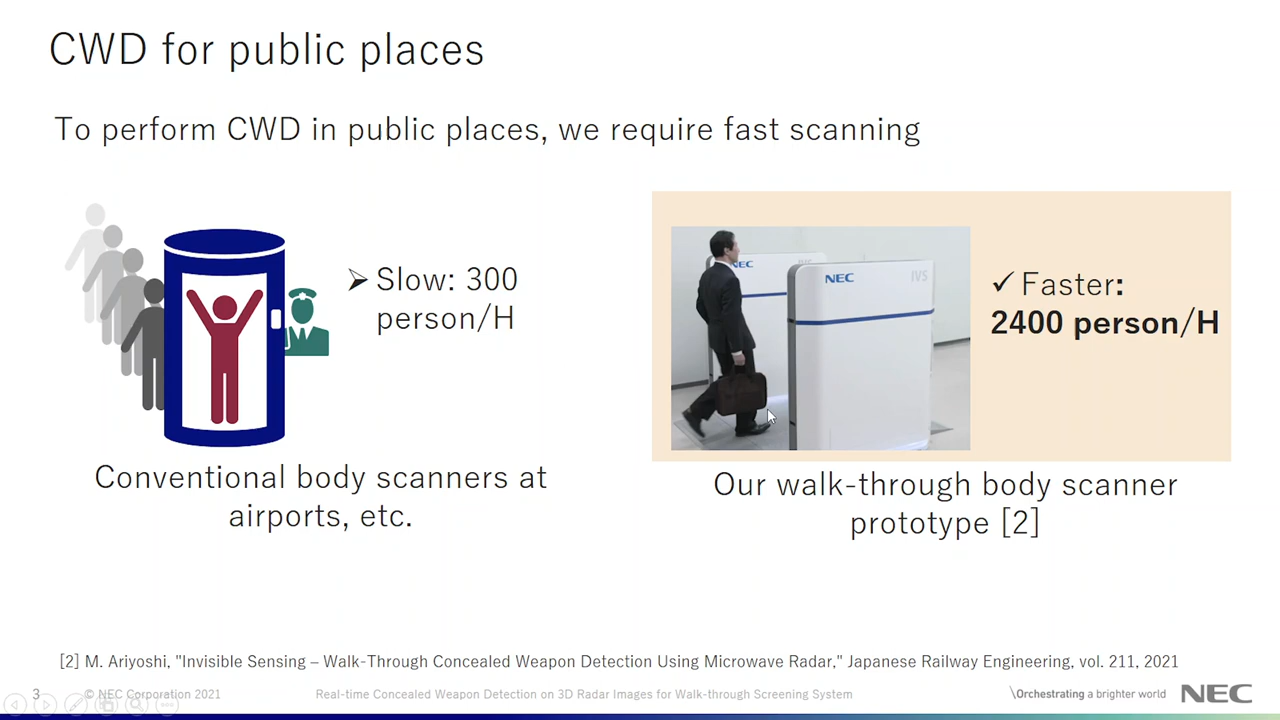 CWD for public places
To perform CWD in public places, we require fast scanning
➢ Slow: 300
person/H
Conventional body scanners at
airports, etc.
NEC
NEC
IVS
✓ Faster:
2400 person/H
Our walk-through body scanner
prototype [2]
[2] M. Ariyoshi, "Invisible Sensing – Walk-Through Concealed Weapon Detection Using Microwave Radar," Japanese Railway Engineering, vol. 211, 2021
3
© NEC Corporation 2021
Real-time Concealed Weapon Detection on 3D Radar Images for Walk-through Screening System
\Orchestrating a brighter world
NEC